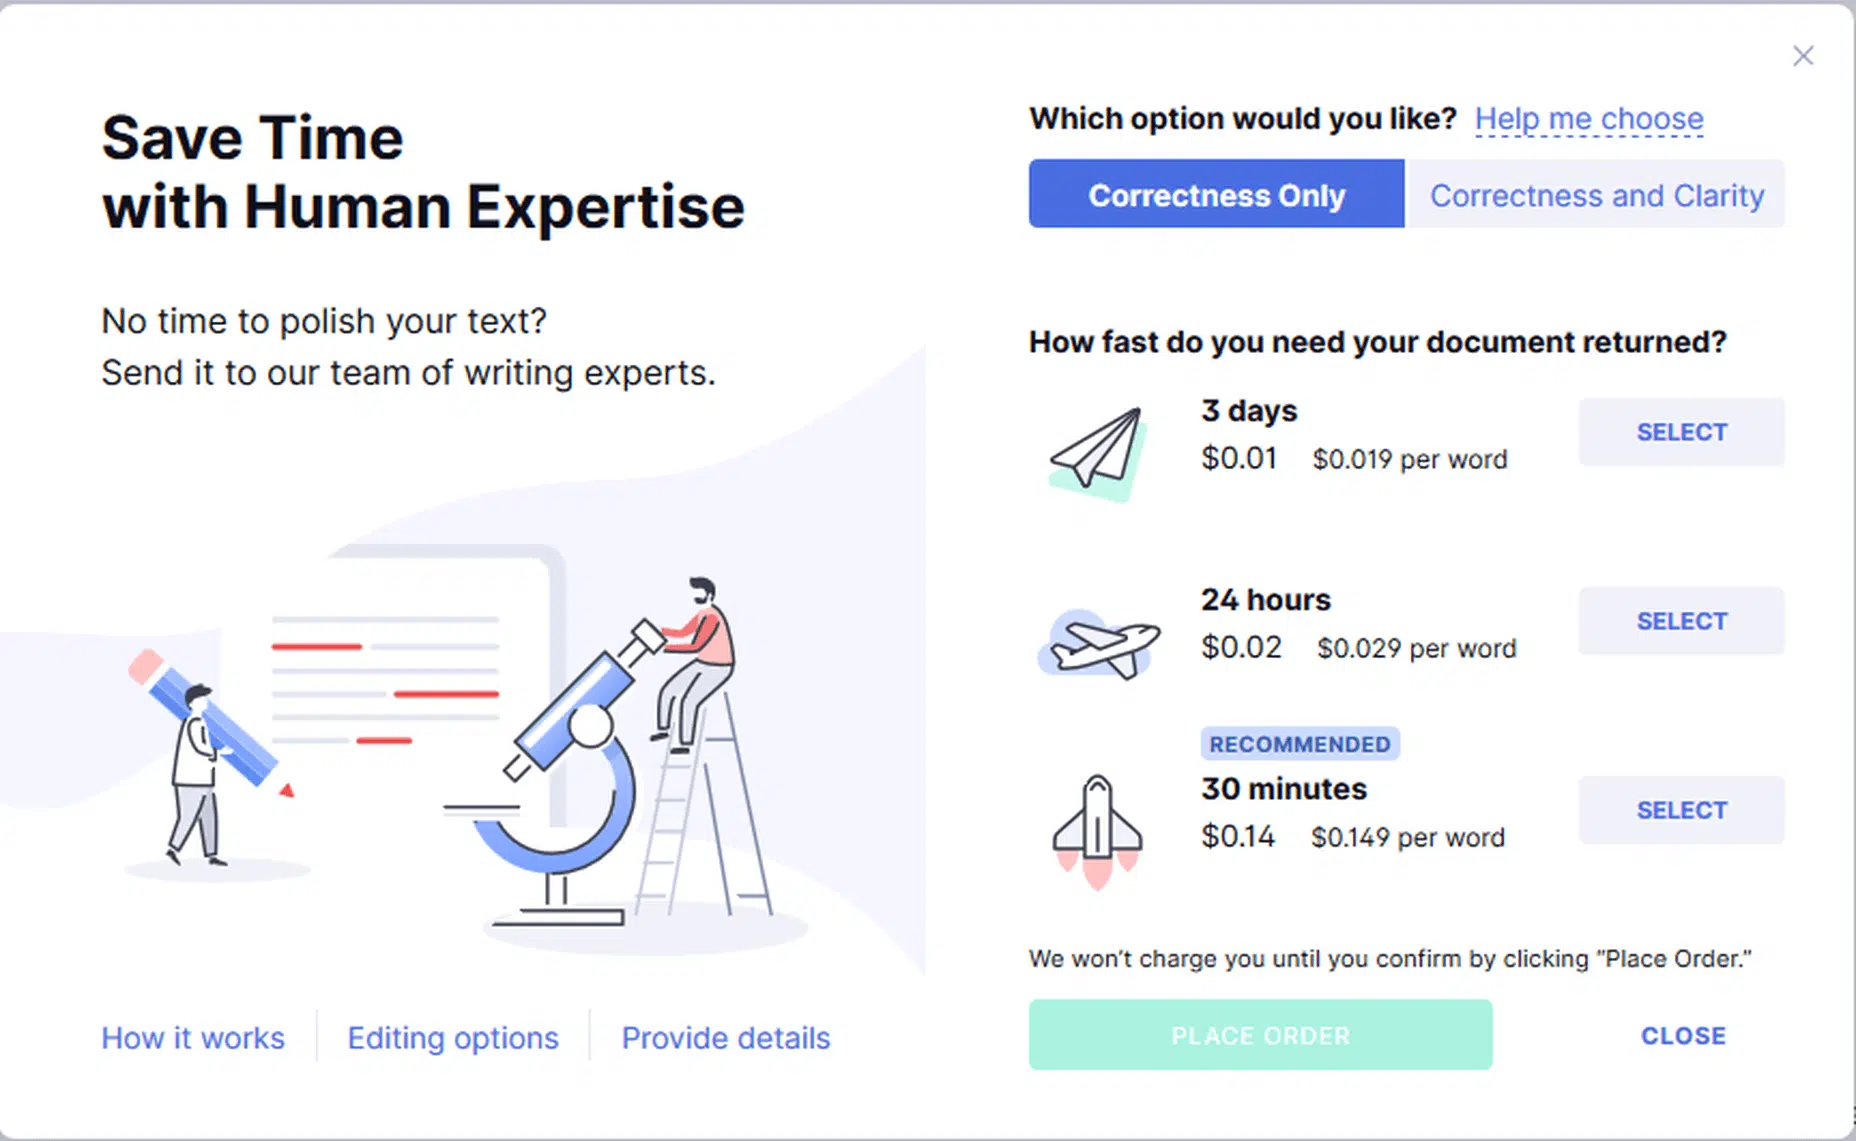 Save Time
with Human Expertise
No time to polish your text?
Send it to our team of writing experts.
How it works
Editing options
Provide details
Which option would you like? Help me choose
Correctness Only
Correctness and Clarity
How fast do you need your document returned?
3 days
$0.01 $0.019 per word
SELECT
24 hours
$0.02 $0.029 per word
SELECT
RECOMMENDED
30 minutes
$0.14 $0.149 per word
SELECT
We won’t charge you until you confirm by clicking “Place Order.”
PLACE ORDER
CLOSE